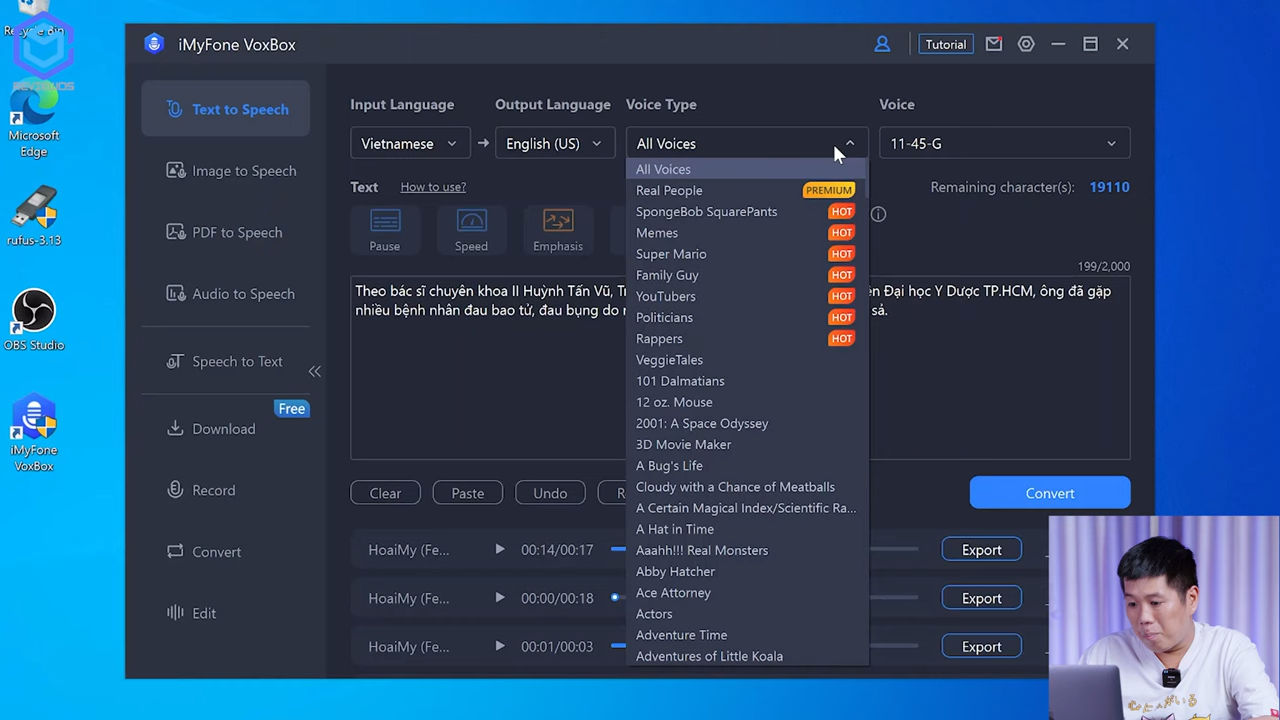 Recycle Bin
REVIEWOS
Microsoft
Edge
rufus-3.13
OBS Studio
iMyFone
VoxBox
iMyFone VoxBox
Tutorial
Text to Speech
Image to Speech
PDF to Speech
Audio to Speech
Speech to Text
Free
Download
Record
Convert
Edit
Input Language
Output Language
Voice Type
Voice
Vietnamese
English (US)
All Voices
11-45-G
Text
How to use?
Remaining character(s):
19110
Pause
Speed
Emphasis
199/2,000
Theo bác sĩ chuyên khoa II Huỳnh Tấn Vũ, Tr
ện Đại học Y Dược TP.HCM, ông đã gặp
nhiều bệnh nhân đau bao tử, đau bụng do
sả.
All Voices
Real People PREMIUM
SpongeBob SquarePants HOT
Memes HOT
Super Mario HOT
Family Guy HOT
YouTubers HOT
Politicians HOT
Rappers HOT
VeggieTales
101 Dalmatians
12 oz. Mouse
2001: A Space Odyssey
3D Movie Maker
A Bug's Life
Cloudy with a Chance of Meatballs
A Certain Magical Index/Scientific Ra...
A Hat in Time
Aaahh!!! Real Monsters
Abby Hatcher
Ace Attorney
Actors
Adventure Time
Adventures of Little Koala
Clear
Paste
Undo
Convert
HoaiMy (Fe...
00:14/00:17
Export
HoaiMy (Fe...
00:00/00:18
Export
HoaiMy (Fe...
00:01/00:03
Export